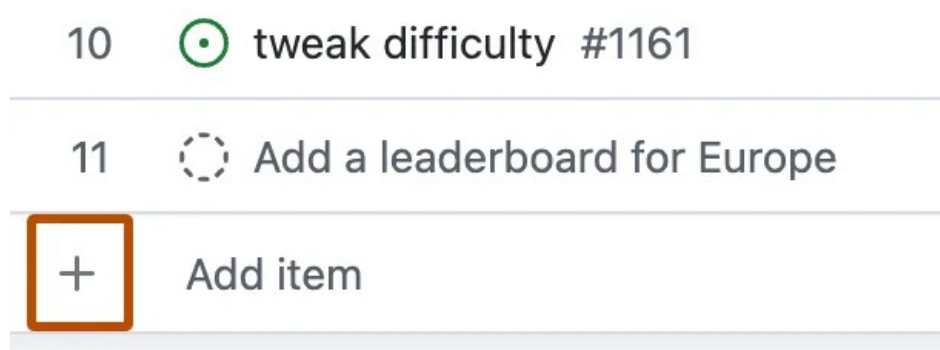 10 tweak difficulty #1161
11 Add a leaderboard for Europe
+ Add item